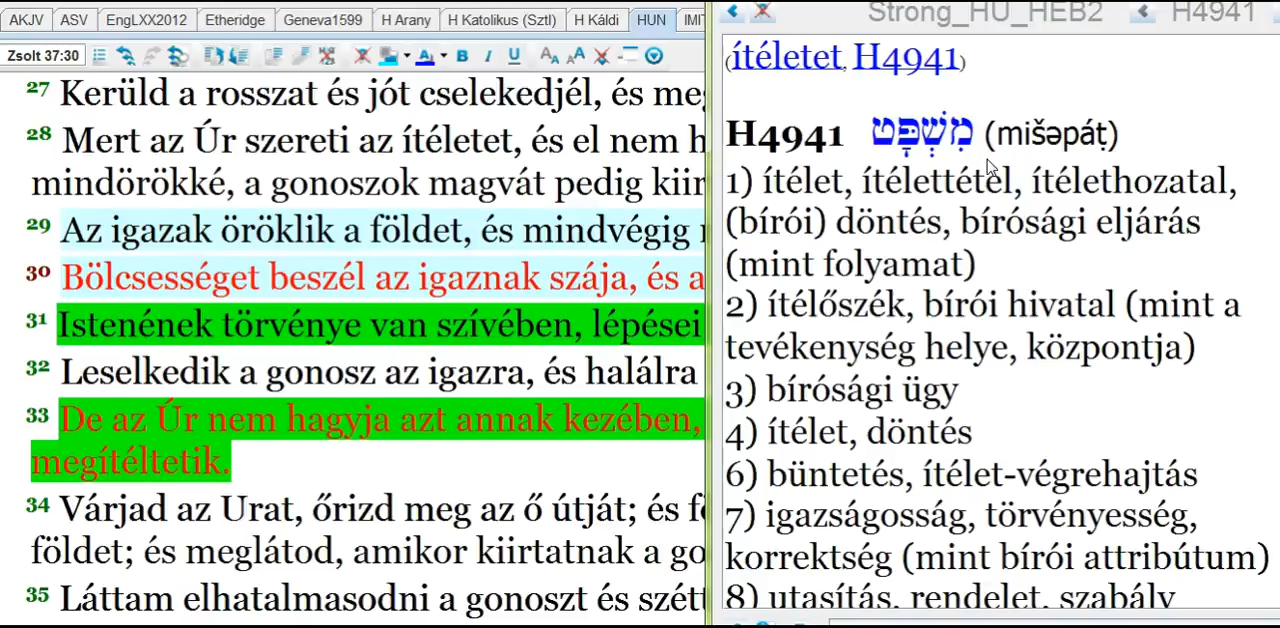 AKJV ASV EngLXX2012 Etheridge Geneva1599 H Arany H Katolikus (Sztl) H Káldi HUN
Zsolt 37:30
27 Kerüld a rosszat és jót cselekedjél, és
28 Mert az Úr szereti az ítéletet, és el nem
mindörökké, a gonoszok magvát pedig
29 Az igazak öröklik a földet, és mindvégig
30 Bölcsességet beszél az igaznak szája, és a
31 Istenének törvénye van szívében, lépései
32 Leselkedik a gonosz az igazra, és halálra
33 De az Úr nem hagyja azt annak kezében,
megítéltetik.
34 Várjad az Urat, őrizd meg az ő útját; és
földet; és meglátod, amikor kiirtatnak a
35 Láttam elhatalmasodni a gonoszt és
Strong_HU_HEB2 H4941
(ítéletet, H4941)
H4941 מִשְׁפָּט (mišəpáṭ)
1) ítélet, ítélettétel, ítélethozatal,
(bírói) döntés, bírósági eljárás
(mint folyamat)
2) ítélőszék, bírói hivatal (mint a
tevékenység helye, központja)
3) bírósági ügy
4) ítélet, döntés
6) büntetés, ítélet-végrehajtás
7) igazságosság, törvényesség,
korrektség (mint bírói attribútum)
8) utasítás, rendelet, szabály